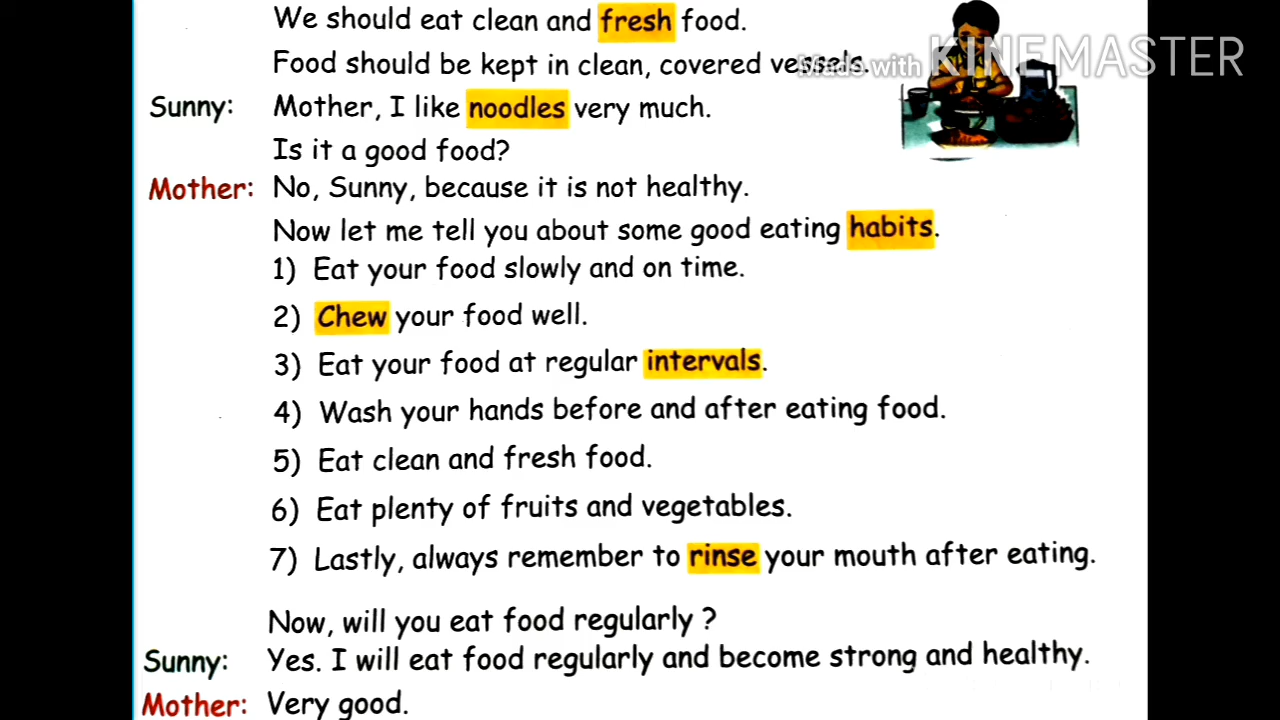 We should eat clean and fresh food.
Food should be kept in clean, covered vessels.
Made with KINEMASTER
Sunny: Mother, I like noodles very much.
Is it a good food?
Mother: No, Sunny, because it is not healthy.
Now let me tell you about some good eating habits.
1) Eat your food slowly and on time.
2) Chew your food well.
3) Eat your food at regular intervals.
4) Wash your hands before and after eating food.
5) Eat clean and fresh food.
6) Eat plenty of fruits and vegetables.
7) Lastly, always remember to rinse your mouth after eating.
Now, will you eat food regularly ?
Sunny: Yes. I will eat food regularly and become strong and healthy.
Mother: Very good.